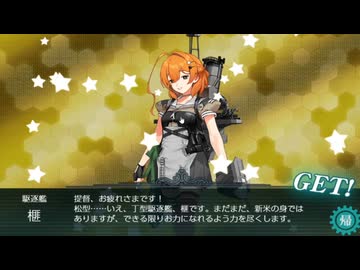 GET!
駆逐艦
榧
提督、お疲れさまです！
松型……いえ、丁型駆逐艦、榧です。まだまだ、新米の身では
ありますが、できる限りお力になれるよう力を尽くします。
帰